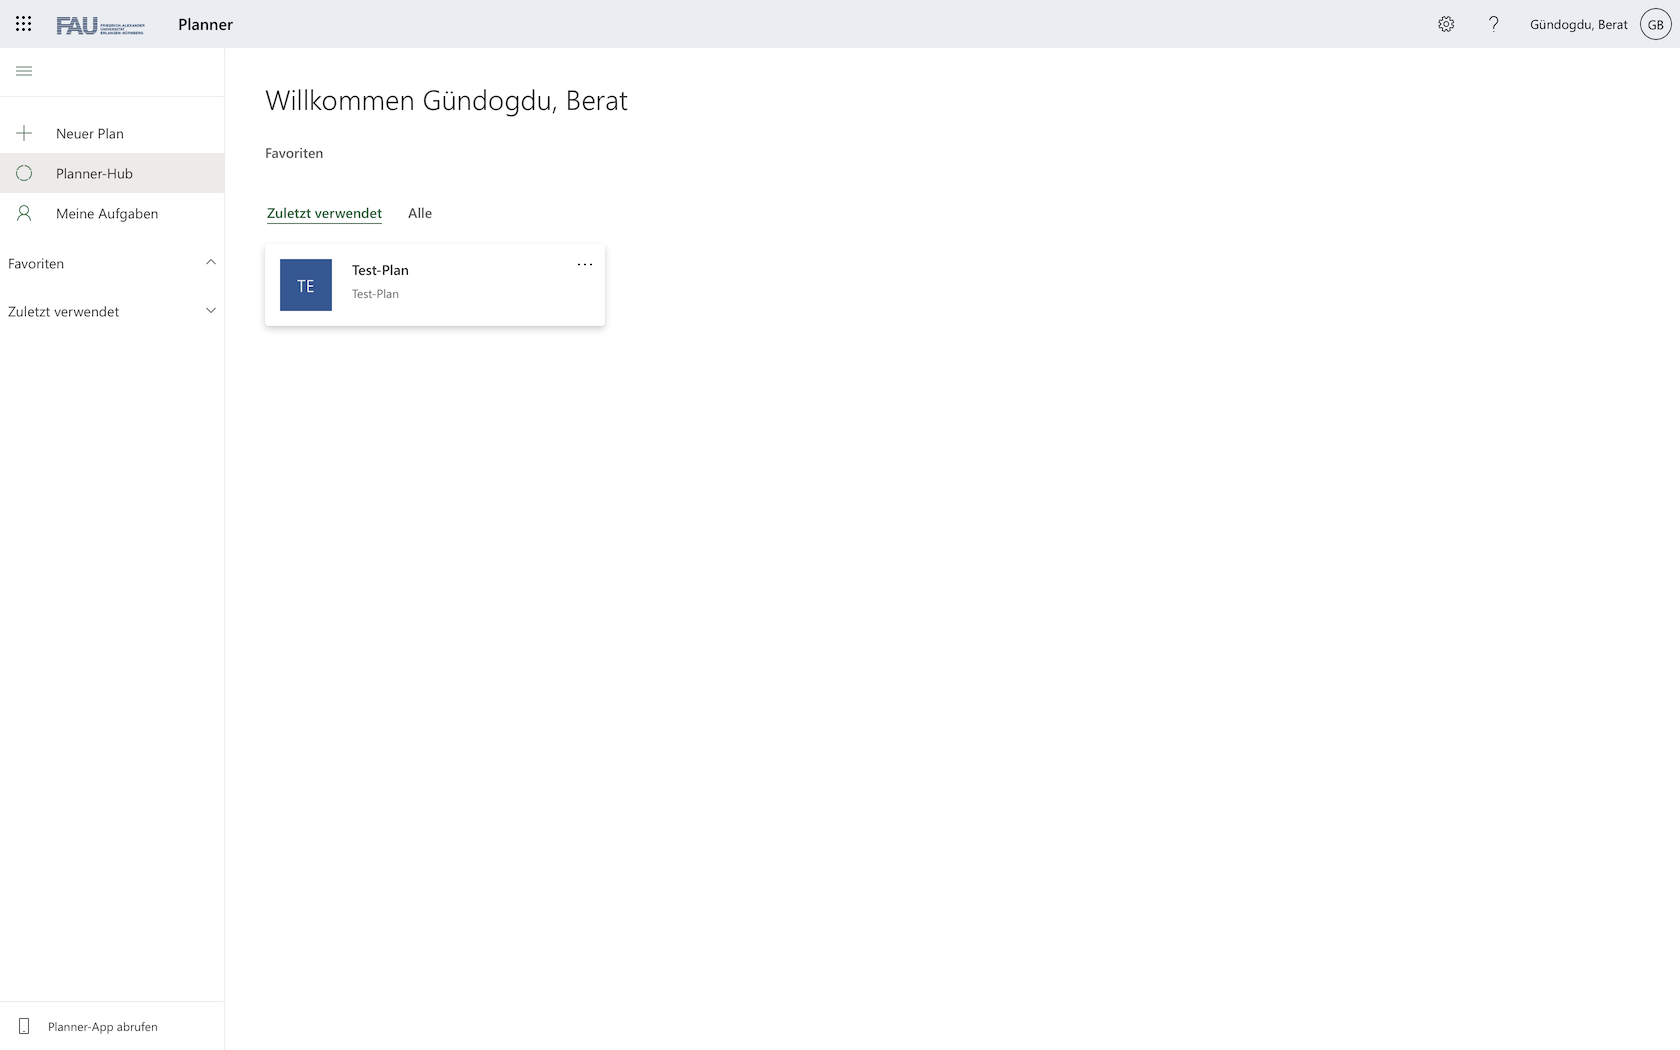 FAU FRIEDRICH-ALEXANDER
UNIVERSITÄT
ERLANGEN-NÜRNBERG
Planner
?
Gündogdu, Berat
GB
Neuer Plan
Planner-Hub
Meine Aufgaben
Favoriten
Zuletzt verwendet
Planner-App abrufen
Willkommen Gündogdu, Berat
Favoriten
Zuletzt verwendet Alle
TE
Test-Plan
...
Test-Plan